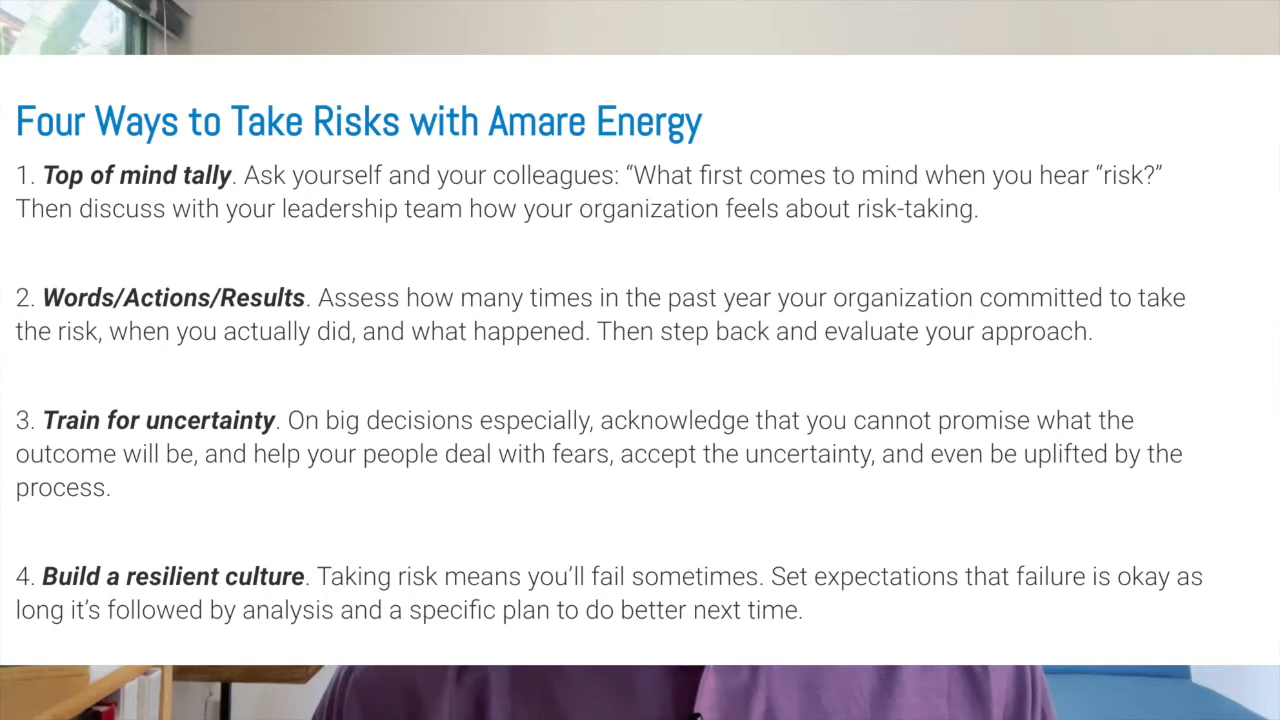 Four Ways to Take Risks with Amare Energy
1. Top of mind tally. Ask yourself and your colleagues: “What first comes to mind when you hear “risk?”
Then discuss with your leadership team how your organization feels about risk-taking.
2. Words/Actions/Results. Assess how many times in the past year your organization committed to take
the risk, when you actually did, and what happened. Then step back and evaluate your approach.
3. Train for uncertainty. On big decisions especially, acknowledge that you cannot promise what the
outcome will be, and help your people deal with fears, accept the uncertainty, and even be uplifted by the
process.
4. Build a resilient culture. Taking risk means you’ll fail sometimes. Set expectations that failure is okay as
long it’s followed by analysis and a specific plan to do better next time.